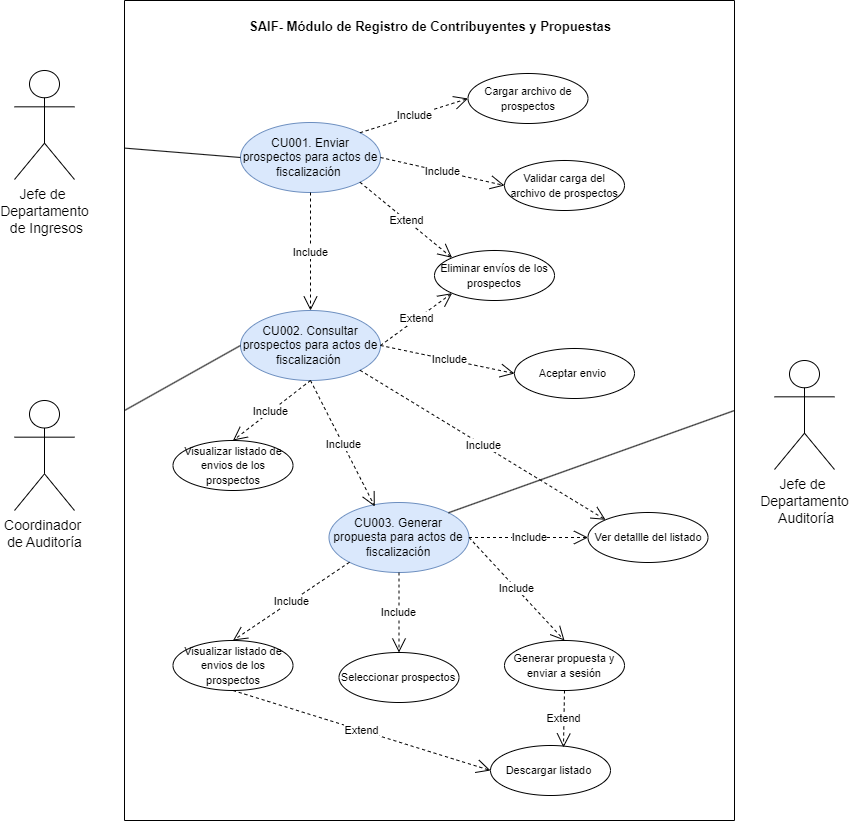 SAIF- Módulo de Registro de Contribuyentes y Propuestas
Cargar archivo de
prospectos
Include
CU001. Enviar
prospectos para actos de
fiscalización
Include
Validar carga del
archivo de prospectos
Jefe de
Departamento
de Ingresos
Extend
Include
Eliminar envíos de los
prospectos
Extend
CU002. Consultar
prospectos para actos de
fiscalización
Include
Aceptar envio
Include
Visualizar listado de
envios de los
prospectos
Include
Include
Jefe de
Departamento
Auditoría
Coordinador
de Auditoría
CU003. Generar
propuesta para actos de
fiscalización
Include
Ver detallle del listado
Include
Include
Include
Visualizar listado de
envios de los
prospectos
Seleccionar prospectos
Generar propuesta y
enviar a sesión
Extend
Extend
Descargar listado